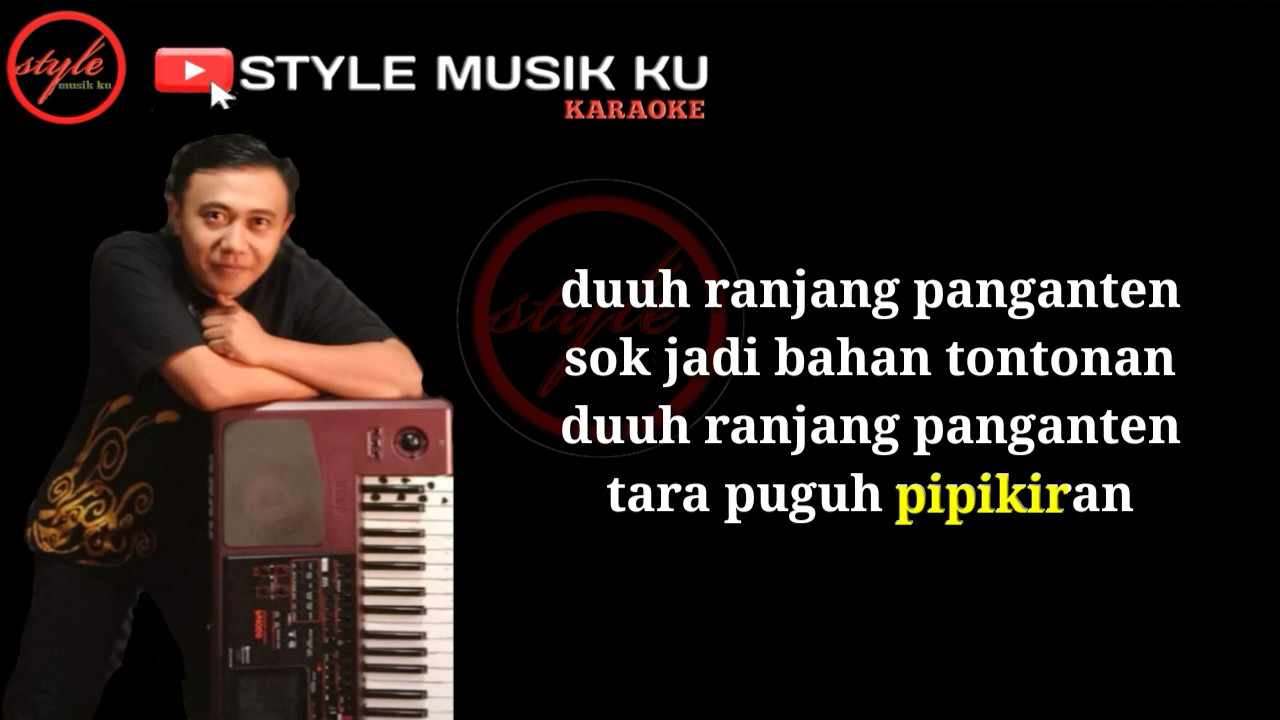 style
musik ku
STYLE MUSIK KU
KARAOKE
style
duuh ranjang panganten
sok jadi bahan tontonan
duuh ranjang panganten
tara puguh pipikiran